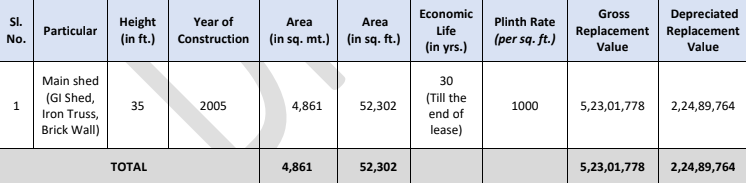 Sl. No. | Particular | Height (in ft.) | Year of Construction | Area (in sq. mt.) | Area (in sq. ft.) | Economic Life (in yrs.) | Plinth Rate (per sq. ft.) | Gross Replacement Value | Depreciated Replacement Value
1 | Main shed (GI Shed, Iron Truss, Brick Wall) | 35 | 2005 | 4,861 | 52,302 | 30 (Till the end of lease) | 1000 | 5,23,01,778 | 2,24,89,764
TOTAL | 4,861 | 52,302 | | | 5,23,01,778 | 2,24,89,764